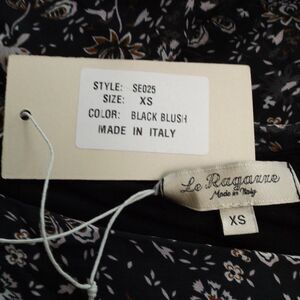 STYLE: SE025
SIZE: XS
COLOR: BLACK BLUSH
MADE IN ITALY
Le Ragazze
Made in Italy
XS